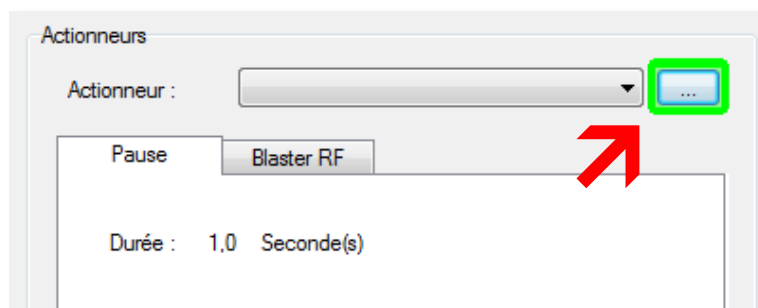 Actionneurs
Actionneur : ...
Pause Blaster RF
Durée : 1,0 Seconde(s)